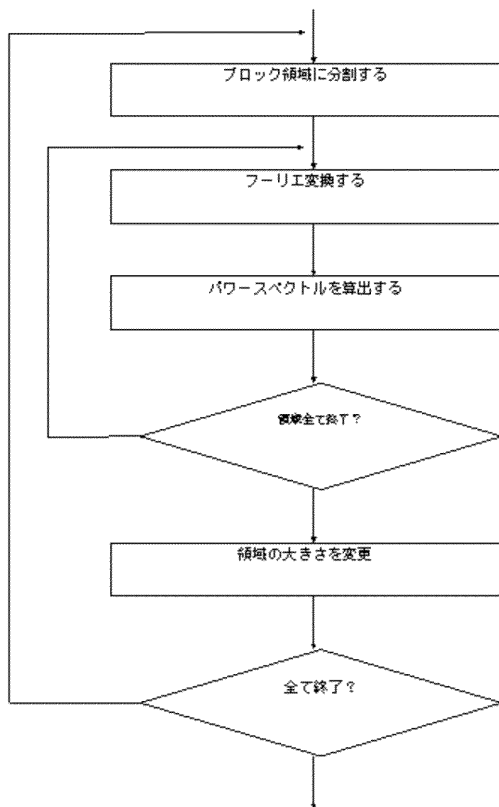 ブロック領域に分割する
フーリエ変換する
パワースペクトルを算出する
領域全て終了？
領域の大きさを変更
全て終了？